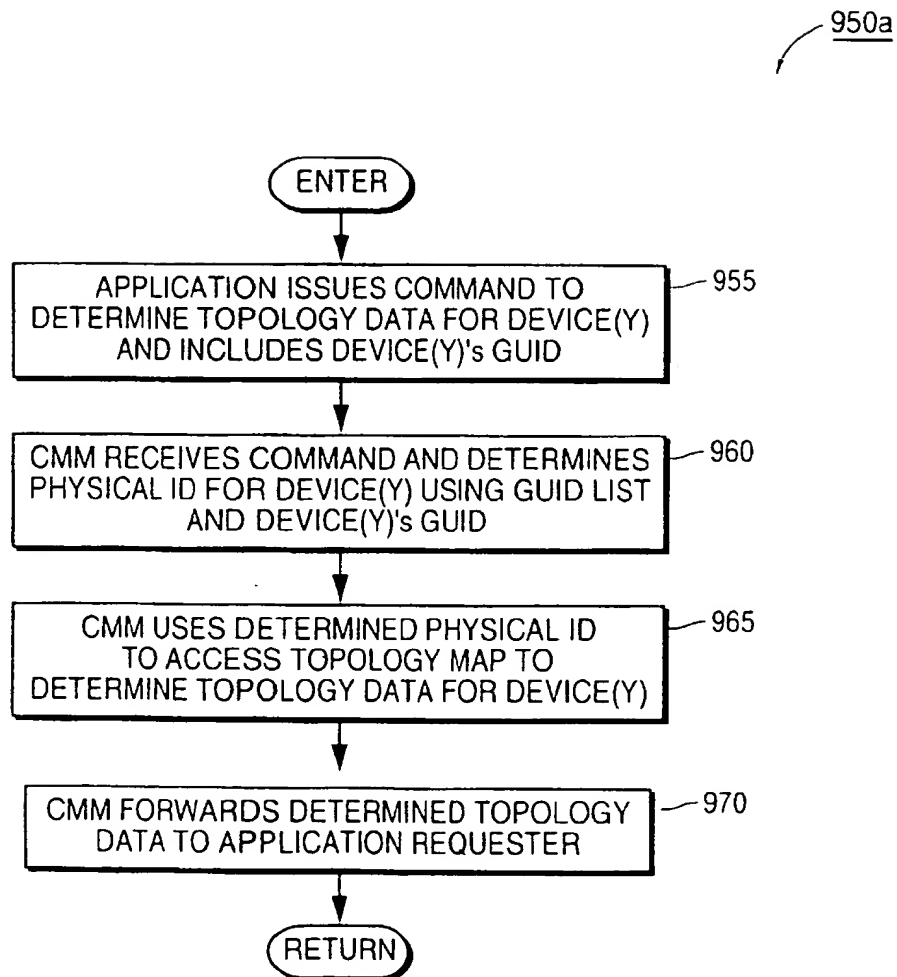 950a
ENTER
APPLICATION ISSUES COMMAND TO
DETERMINE TOPOLOGY DATA FOR DEVICE(Y)
AND INCLUDES DEVICE(Y)'s GUID
955
CMM RECEIVES COMMAND AND DETERMINES
PHYSICAL ID FOR DEVICE(Y) USING GUID LIST
AND DEVICE(Y)'s GUID
960
CMM USES DETERMINED PHYSICAL ID
TO ACCESS TOPOLOGY MAP TO
DETERMINE TOPOLOGY DATA FOR DEVICE(Y)
965
CMM FORWARDS DETERMINED TOPOLOGY
DATA TO APPLICATION REQUESTER
970
RETURN